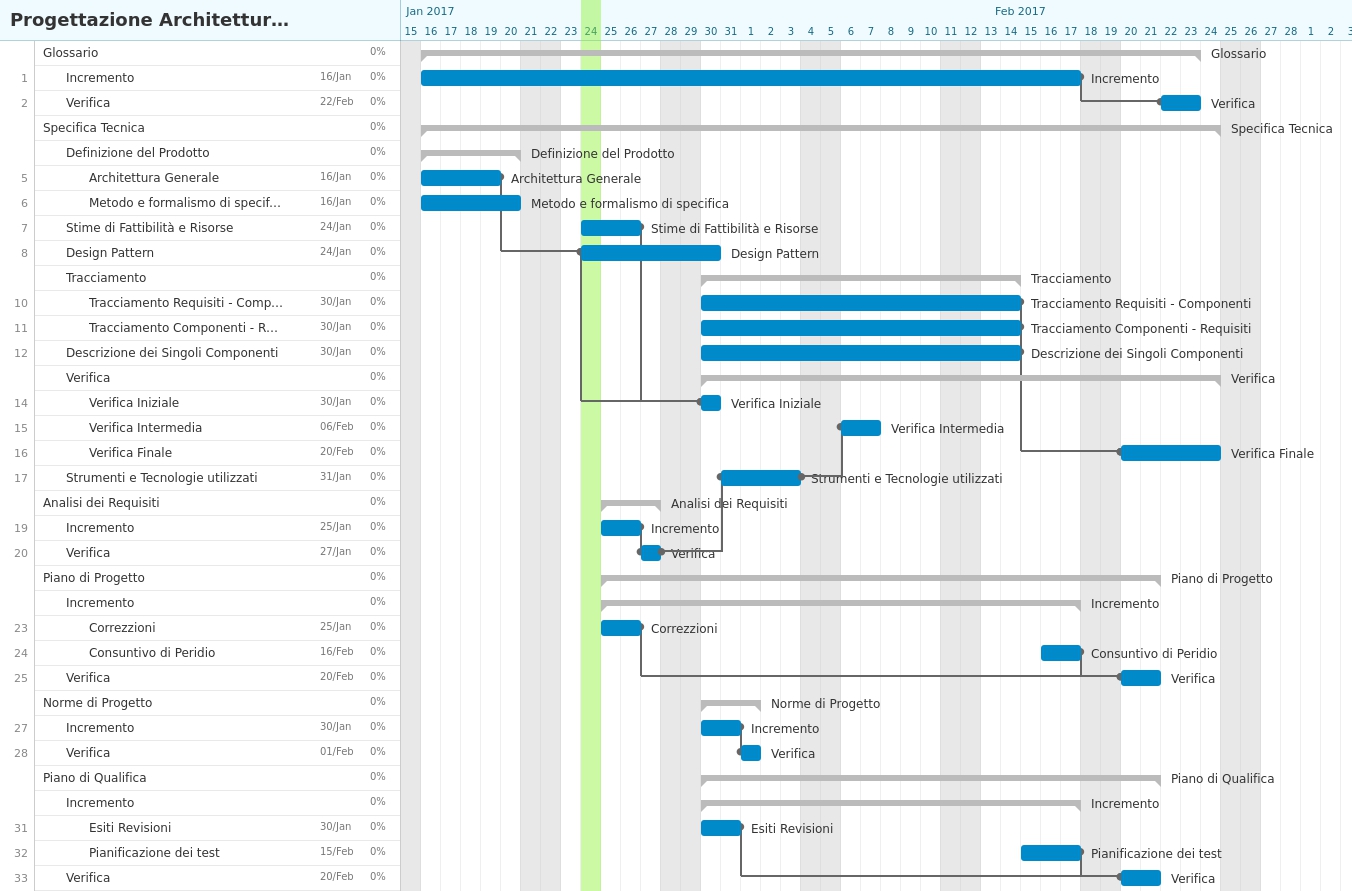 Progettazione Architettur...
Jan 2017 Feb 2017
15 16 17 18 19 20 21 22 23 24 25 26 27 28 29 30 31 1 2 3 4 5 6 7 8 9 10 11 12 13 14 15 16 17 18 19 20 21 22 23 24 25 26 27 28 1 2 3
Glossario 0% Glossario
1 Incremento 16/Jan 0% Incremento
2 Verifica 22/Feb 0% Verifica
Specifica Tecnica 0% Specifica Tecnica
Definizione del Prodotto 0% Definizione del Prodotto
5 Architettura Generale 16/Jan 0% Architettura Generale
6 Metodo e formalismo di specif... 16/Jan 0% Metodo e formalismo di specifica
7 Stime di Fattibilità e Risorse 24/Jan 0% Stime di Fattibilità e Risorse
8 Design Pattern 24/Jan 0% Design Pattern
Tracciamento 0% Tracciamento
10 Tracciamento Requisiti - Comp... 30/Jan 0% Tracciamento Requisiti - Componenti
11 Tracciamento Componenti - R... 30/Jan 0% Tracciamento Componenti - Requisiti
12 Descrizione dei Singoli Componenti 30/Jan 0% Descrizione dei Singoli Componenti
Verifica 0% Verifica
14 Verifica Iniziale 30/Jan 0% Verifica Iniziale
15 Verifica Intermedia 06/Feb 0% Verifica Intermedia
16 Verifica Finale 20/Feb 0% Verifica Finale
17 Strumenti e Tecnologie utilizzati 31/Jan 0% Strumenti e Tecnologie utilizzati
Analisi dei Requisiti 0% Analisi dei Requisiti
19 Incremento 25/Jan 0% Incremento
20 Verifica 27/Jan 0% Verifica
Piano di Progetto 0% Piano di Progetto
Incremento 0% Incremento
23 Correzzioni 25/Jan 0% Correzzioni
24 Consuntivo di Peridio 16/Feb 0% Consuntivo di Peridio
25 Verifica 20/Feb 0% Verifica
Norme di Progetto 0% Norme di Progetto
27 Incremento 30/Jan 0% Incremento
28 Verifica 01/Feb 0% Verifica
Piano di Qualifica 0% Piano di Qualifica
Incremento 0% Incremento
31 Esiti Revisioni 30/Jan 0% Esiti Revisioni
32 Pianificazione dei test 15/Feb 0% Pianificazione dei test
33 Verifica 20/Feb 0% Verifica